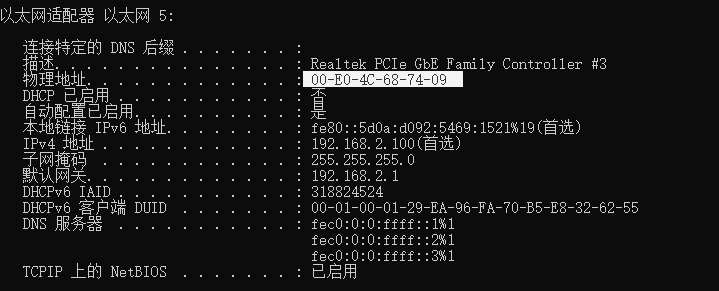 以太网适配器 以太网 5:
连接特定的 DNS 后缀 . . . . . . . :
描述. . . . . . . . . . . . . . . : Realtek PCIe GbE Family Controller #3
物理地址. . . . . . . . . . . . . : 00-E0-4C-68-74-09
DHCP 已启用 . . . . . . . . . . . : 否
自动配置已启用. . . . . . . . . . : 是
本地链接 IPv6 地址. . . . . . . . : fe80::5d0a:d092:5469:1521%19(首选)
IPv4 地址 . . . . . . . . . . . . : 192.168.2.100(首选)
子网掩码 . . . . . . . . . . . . : 255.255.255.0
默认网关. . . . . . . . . . . . . : 192.168.2.1
DHCPv6 IAID . . . . . . . . . . . : 318824524
DHCPv6 客户端 DUID . . . . . . . : 00-01-00-01-29-EA-96-FA-70-B5-E8-32-62-55
DNS 服务器 . . . . . . . . . . . : fec0:0:0:ffff::1%1
fec0:0:0:ffff::2%1
fec0:0:0:ffff::3%1
TCPIP 上的 NetBIOS . . . . . . . : 已启用